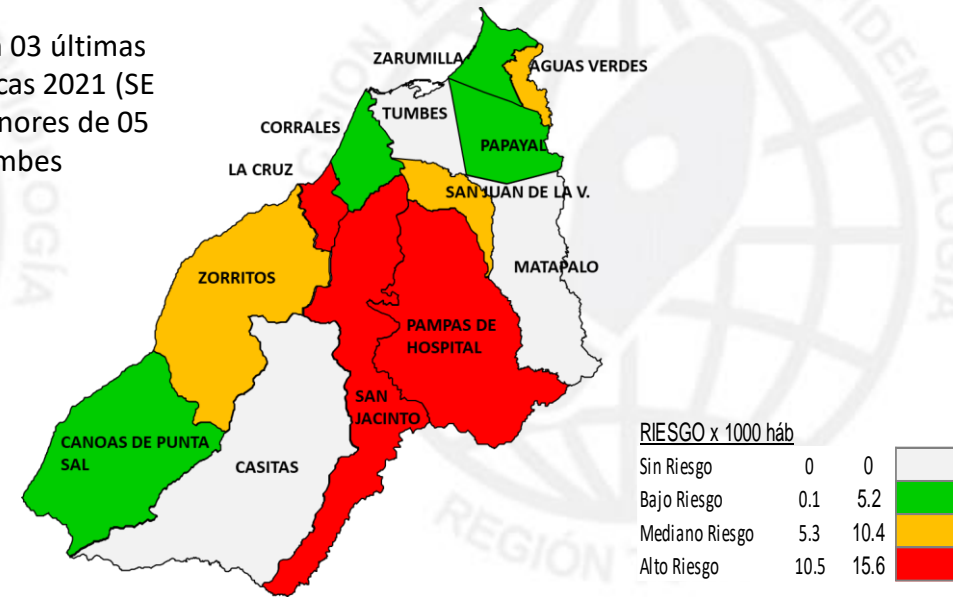 03 últimas
cas 2021 (SE
nores de 05
mbes
ZARUMILLA
AGUAS VERDES
TUMBES
CORRALES
PAPAYAL
LA CRUZ
SAN JUAN DE LA V.
MATAPALO
ZORRITOS
PAMPAS DE
HOSPITAL
SAN
JACINTO
CANOAS DE PUNTA
SAL
CASITAS
RIESGO x 1000 háb
Sin Riesgo 0 0
Bajo Riesgo 0.1 5.2
Mediano Riesgo 5.3 10.4
Alto Riesgo 10.5 15.6
REGIÓN